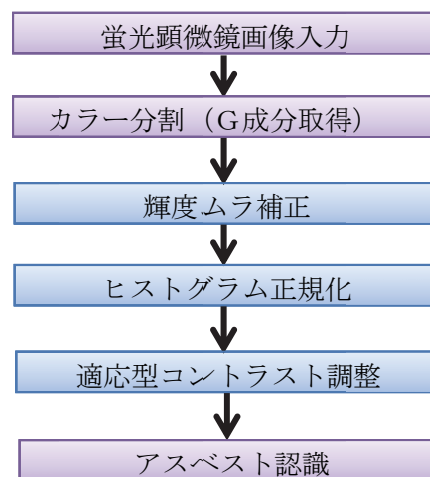 蛍光顕微鏡画像入力
カラー分割（G成分取得）
輝度ムラ補正
ヒストグラム正規化
適応型コントラスト調整
アスベスト認識